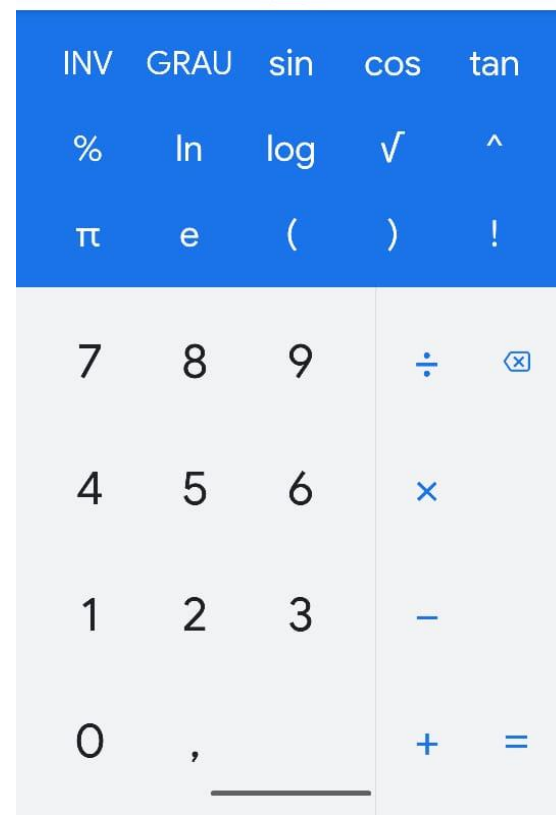 INV GRAU sin cos tan
% ln log √ ^
π e ( ) !
7 8 9 ÷
4 5 6 ×
1 2 3 −
0 , + =